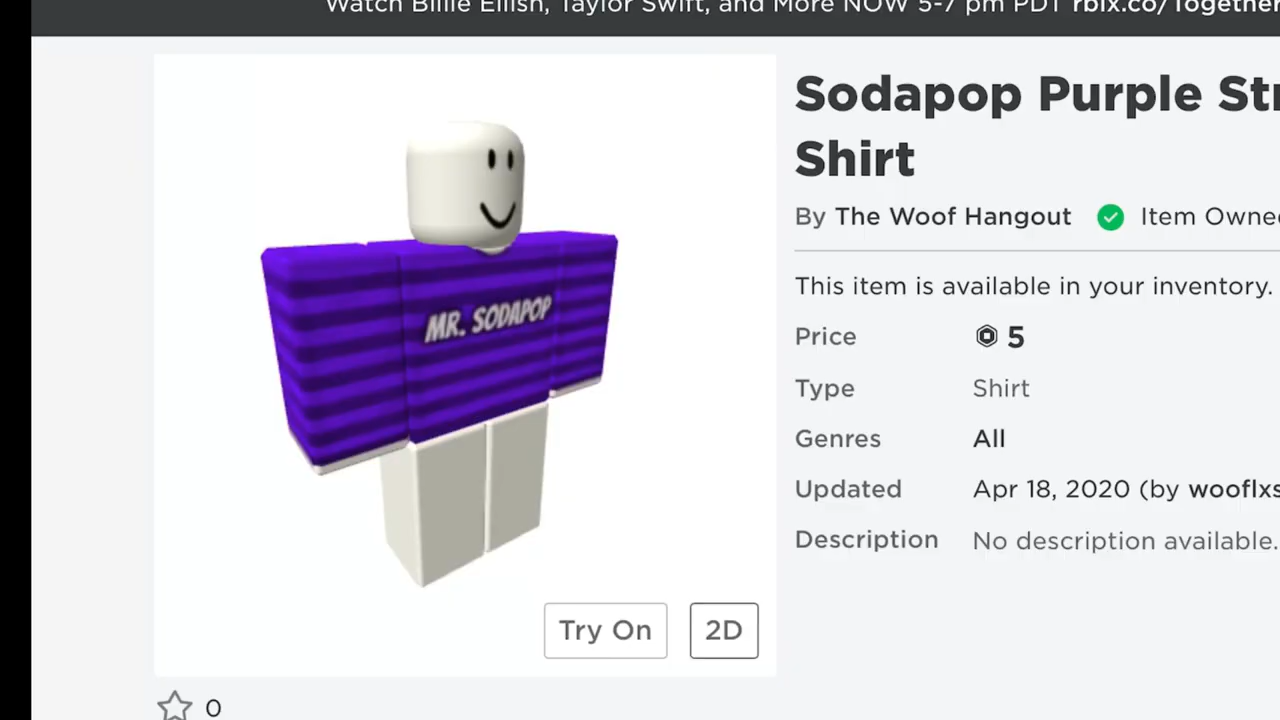 Watch Billie Eilish, Taylor Swift, and More NOW 5-7 pm PDT rblx.co/Together
Sodapop Purple Str
Shirt
By The Woof Hangout Item Owned
This item is available in your inventory.
Price 5
Type Shirt
Genres All
Updated Apr 18, 2020 (by wooflxs
Description No description available.
MR. SODAPOP
Try On 2D
0